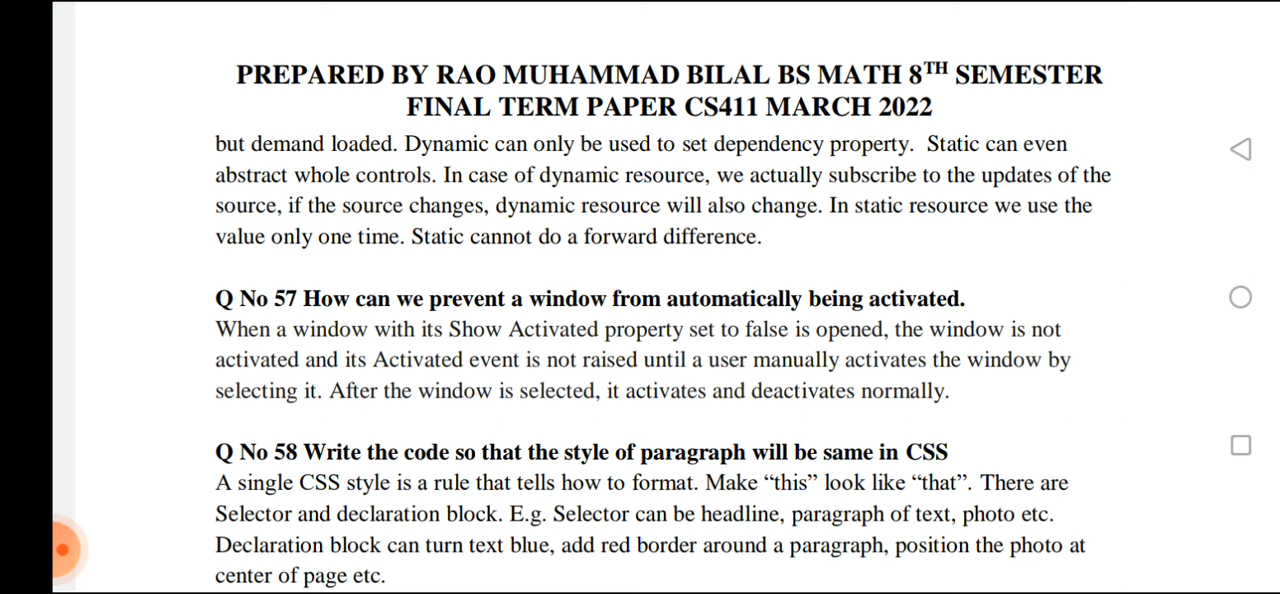 PREPARED BY RAO MUHAMMAD BILAL BS MATH 8TH SEMESTER
FINAL TERM PAPER CS411 MARCH 2022
but demand loaded. Dynamic can only be used to set dependency property.  Static can even
abstract whole controls. In case of dynamic resource, we actually subscribe to the updates of the
source, if the source changes, dynamic resource will also change. In static resource we use the
value only one time. Static cannot do a forward difference.
Q No 57 How can we prevent a window from automatically being activated.
When a window with its Show Activated property set to false is opened, the window is not
activated and its Activated event is not raised until a user manually activates the window by
selecting it. After the window is selected, it activates and deactivates normally.
Q No 58 Write the code so that the style of paragraph will be same in CSS
A single CSS style is a rule that tells how to format. Make “this” look like “that”. There are
Selector and declaration block. E.g. Selector can be headline, paragraph of text, photo etc.
Declaration block can turn text blue, add red border around a paragraph, position the photo at
center of page etc.